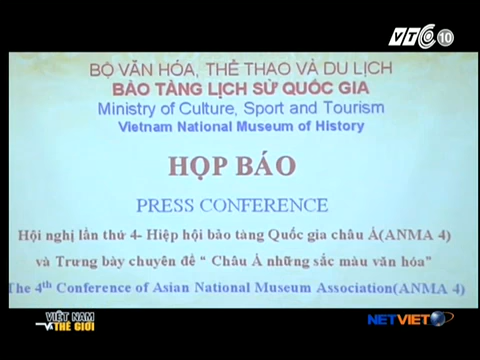 VTC 10
BỘ VĂN HÓA, THỂ THAO VÀ DU LỊCH
BẢO TÀNG LỊCH SỬ QUỐC GIA
Ministry of Culture, Sport and Tourism
Vietnam National Museum of History
HỌP BÁO
PRESS CONFERENCE
Hội nghị lần thứ 4- Hiệp hội bảo tàng Quốc gia châu Á(ANMA 4)
và Trưng bày chuyên đề “ Châu Á những sắc màu văn hóa”
The 4th Conference of Asian National Museum Association(ANMA 4)
VIỆT NAM
VÀ THẾ GIỚI
NETVIET